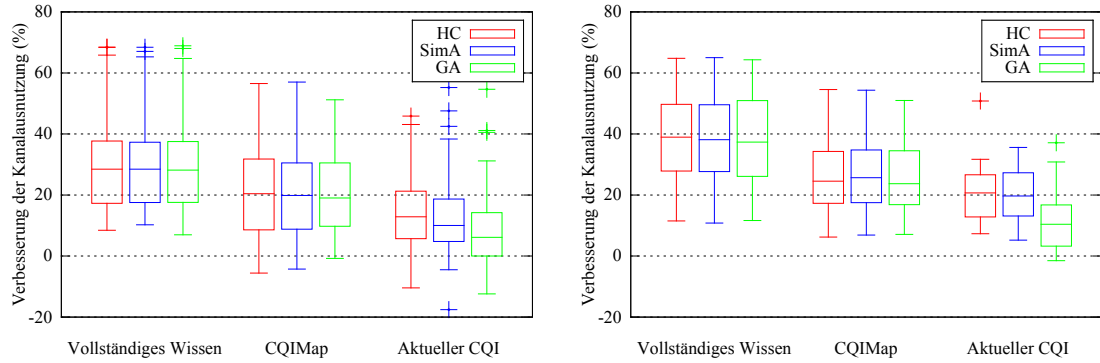 Verbesserung der Kanalausnutzung (%)
80
60
40
20
0
-20
HC
SimA
GA
Vollständiges Wissen
CQIMap
Aktueller CQI
Verbesserung der Kanalausnutzung (%)
80
60
40
20
0
-20
HC
SimA
GA
Vollständiges Wissen
CQIMap
Aktueller CQI